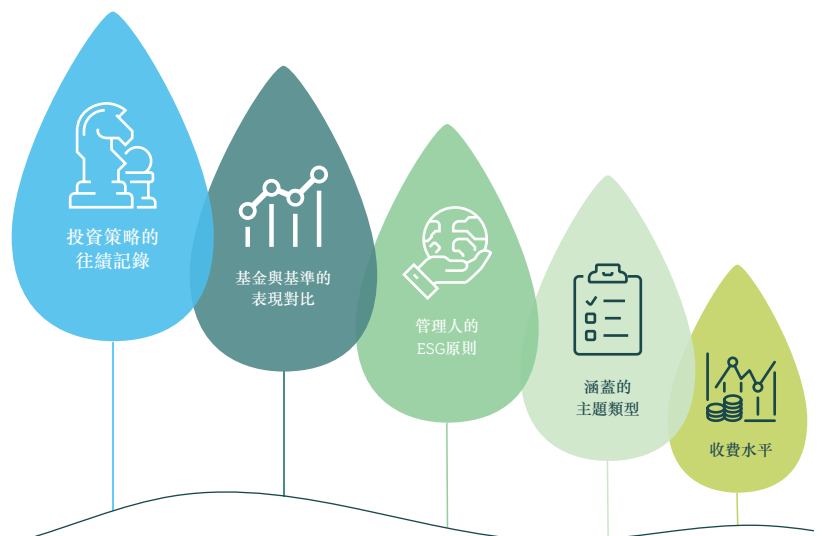 投資策略的
往績記錄
基金與基準的
表現對比
管理人的
ESG原則
涵蓋的
主題類型
收費水平